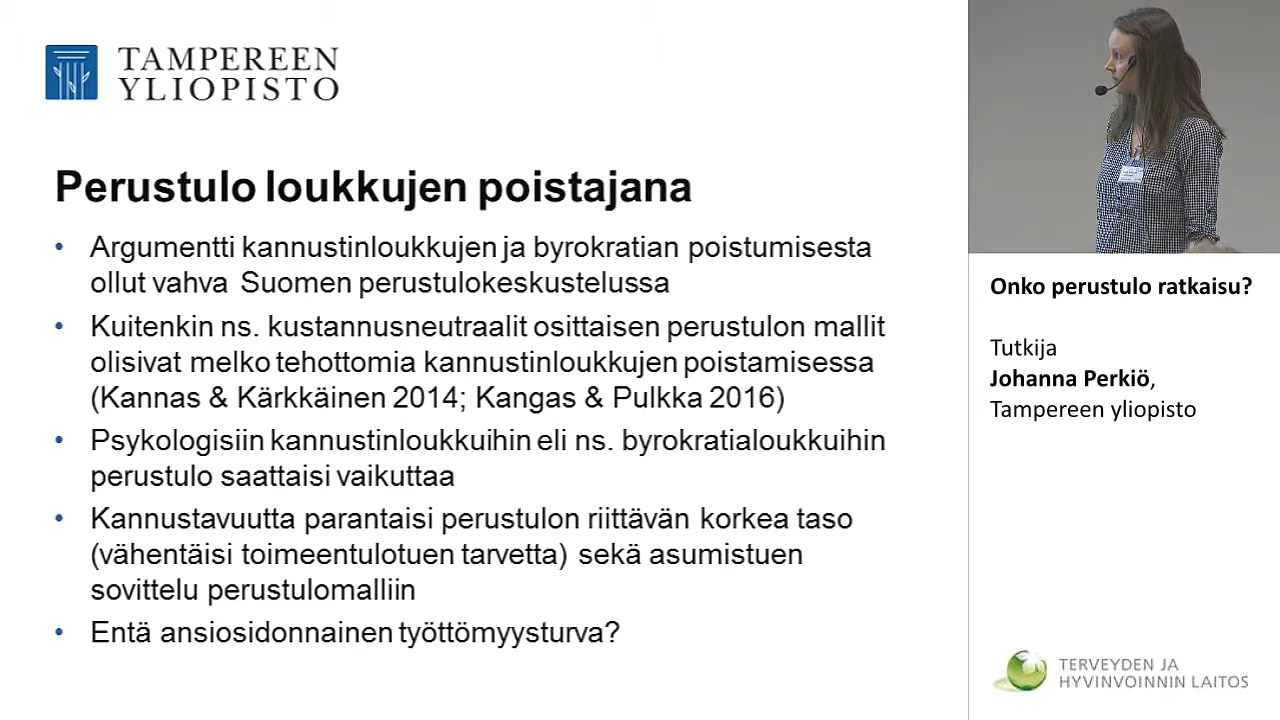 TAMPEREEN
YLIOPISTO
Perustulo loukkujen poistajana
• Argumentti kannustinloukkujen ja byrokratian poistumisesta
ollut vahva Suomen perustulokeskustelussa
• Kuitenkin ns. kustannusneutraalit osittaisen perustulon mallit
olisivat melko tehottomia kannustinloukkujen poistamisessa
(Kannas & Kärkkäinen 2014; Kangas & Pulkka 2016)
• Psykologisiin kannustinloukkuihin eli ns. byrokratialoukkuihin
perustulo saattaisi vaikuttaa
• Kannustavuutta parantaisi perustulon riittävän korkea taso
(vähentäisi toimeentulotuen tarvetta) sekä asumistuen
sovittelu perustulomalliin
• Entä ansiosidonnainen työttömyysturva?
Onko perustulo ratkaisu?
Tutkija
Johanna Perkiö,
Tampereen yliopisto
TERVEYDEN JA
HYVINVOINNIN LAITOS